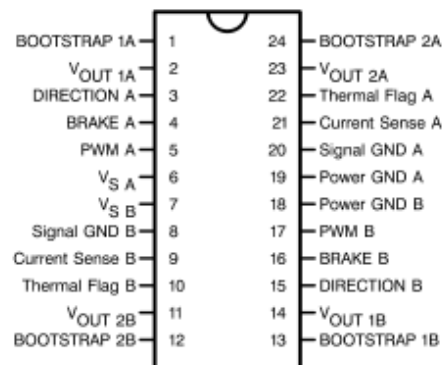 BOOTSTRAP 1A 1 24 BOOTSTRAP 2A
VOUT 1A 2 23 VOUT 2A
DIRECTION A 3 22 Thermal Flag A
BRAKE A 4 21 Current Sense A
PWM A 5 20 Signal GND A
VS A 6 19 Power GND A
VS B 7 18 Power GND B
Signal GND B 8 17 PWM B
Current Sense B 9 16 BRAKE B
Thermal Flag B 10 15 DIRECTION B
VOUT 2B 11 14 VOUT 1B
BOOTSTRAP 2B 12 13 BOOTSTRAP 1B